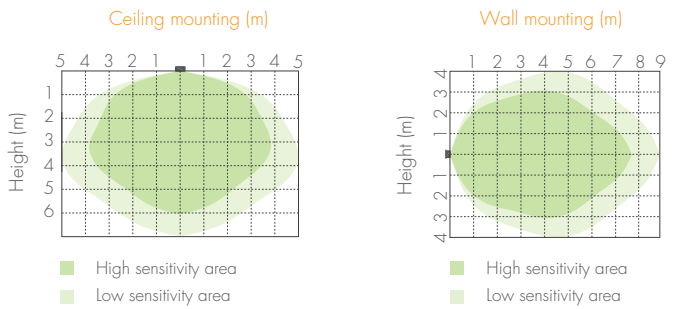 Ceiling mounting (m)
5 4 3 2 1 1 2 3 4 5
Height (m)
1
2
3
4
5
6
High sensitivity area
Low sensitivity area
Wall mounting (m)
1 2 3 4 5 6 7 8 9
Height (m)
4
3
2
1
1
2
3
4
High sensitivity area
Low sensitivity area